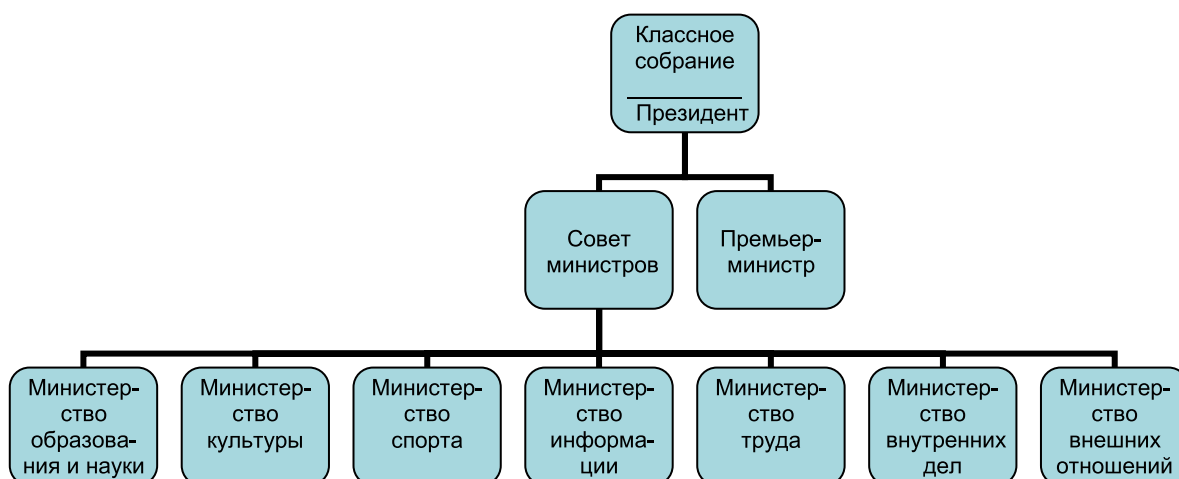 Классное
собрание
Президент
Совет
министров
Премьер-
министр
Министер-
ство
образова-
ния и науки
Министер-
ство
культуры
Министер-
ство
спорта
Министер-
ство
информа-
ции
Министер-
ство
труда
Министер-
ство
внутренних
дел
Министер-
ство
внешних
отношений